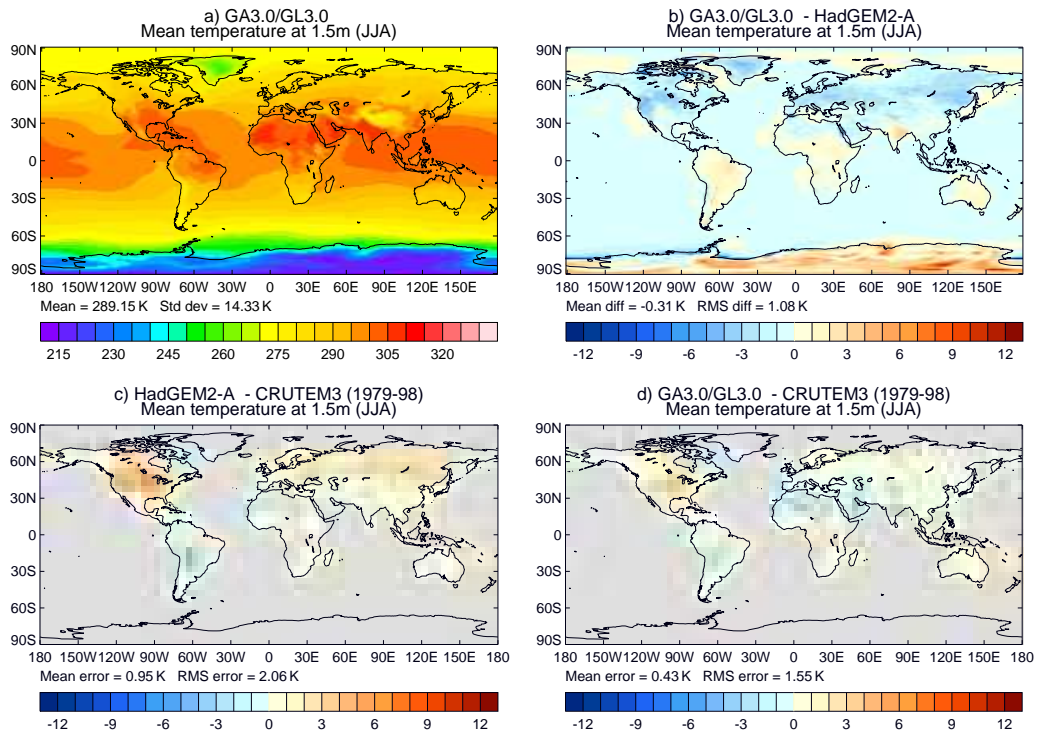 a) GA3.0/GL3.0
Mean temperature at 1.5m (JJA)
90N
60N
30N
0
30S
60S
90S
180 150W 120W 90W 60W 30W 0 30E 60E 90E 120E 150E
Mean = 289.15 K Std dev = 14.33 K
215 230 245 260 275 290 305 320
b) GA3.0/GL3.0 - HadGEM2-A
Mean temperature at 1.5m (JJA)
90N
60N
30N
0
30S
60S
90S
180 150W 120W 90W 60W 30W 0 30E 60E 90E 120E 150E
Mean diff = -0.31 K RMS diff = 1.08 K
-12 -9 -6 -3 0 3 6 9 12
c) HadGEM2-A - CRUTEM3 (1979-98)
Mean temperature at 1.5m (JJA)
90N
60N
30N
0
30S
60S
90S
180 150W 120W 90W 60W 30W 0 30E 60E 90E 120E 150E 180
Mean error = 0.95 K RMS error = 2.06 K
-12 -9 -6 -3 0 3 6 9 12
d) GA3.0/GL3.0 - CRUTEM3 (1979-98)
Mean temperature at 1.5m (JJA)
90N
60N
30N
0
30S
60S
90S
180 150W 120W 90W 60W 30W 0 30E 60E 90E 120E 150E 180
Mean error = 0.43 K RMS error = 1.55 K
-12 -9 -6 -3 0 3 6 9 12